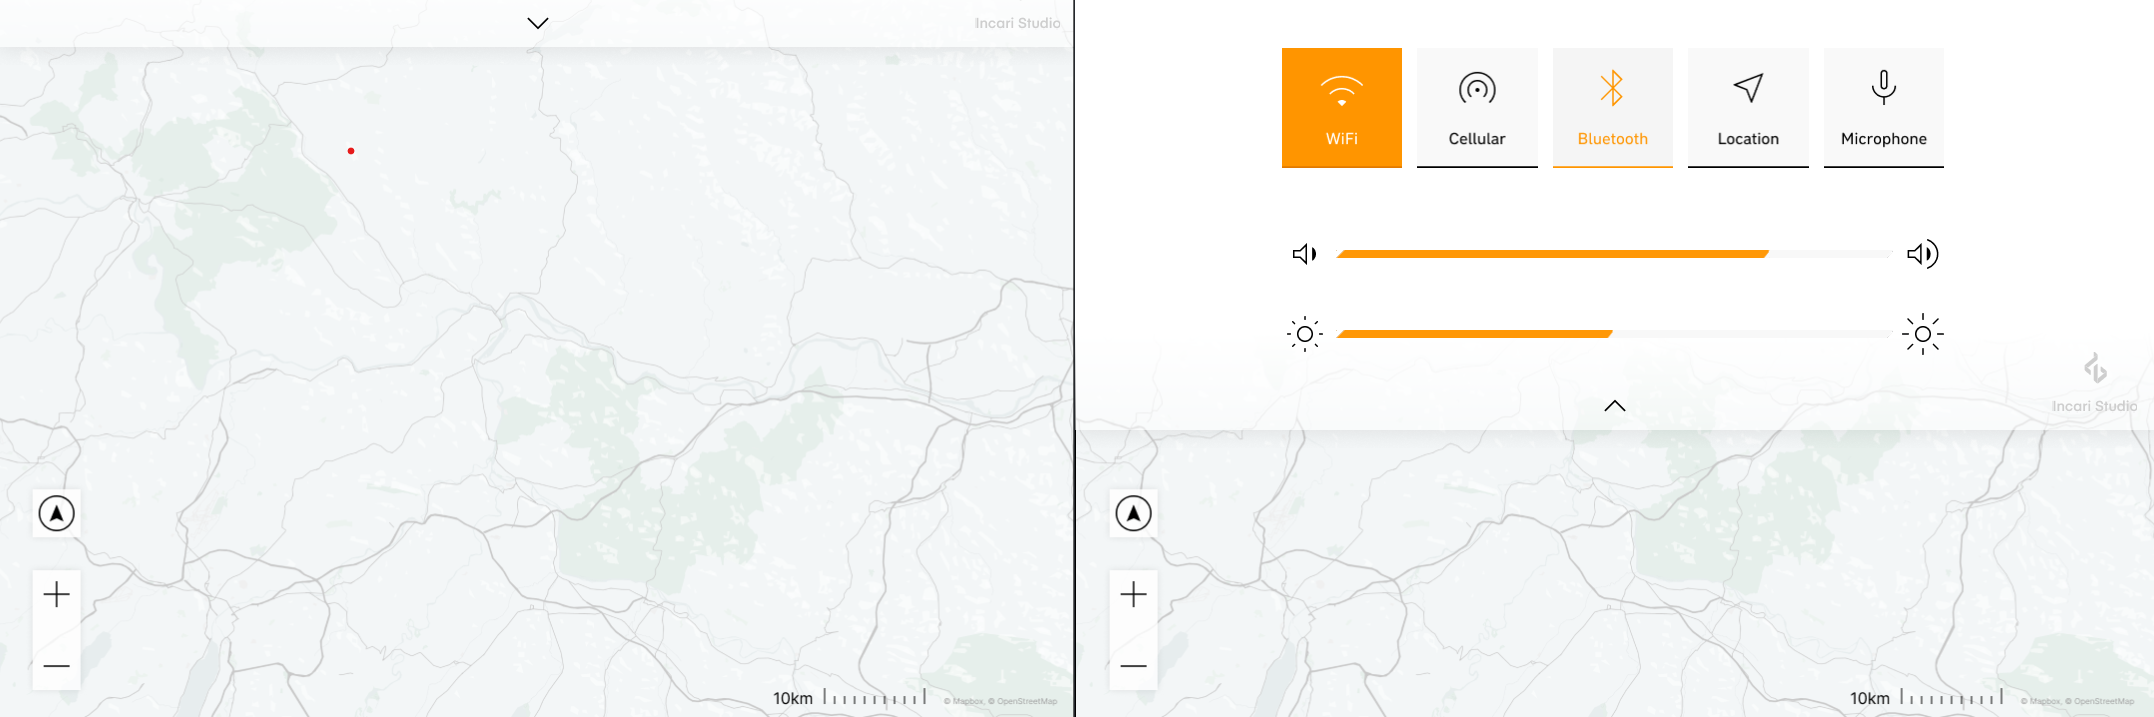 Incari Studio
10km
© Mapbox, © OpenStreetMap
WiFi
Cellular
Bluetooth
Location
Microphone
Incari Studio
10km
© Mapbox, © OpenStreetMap